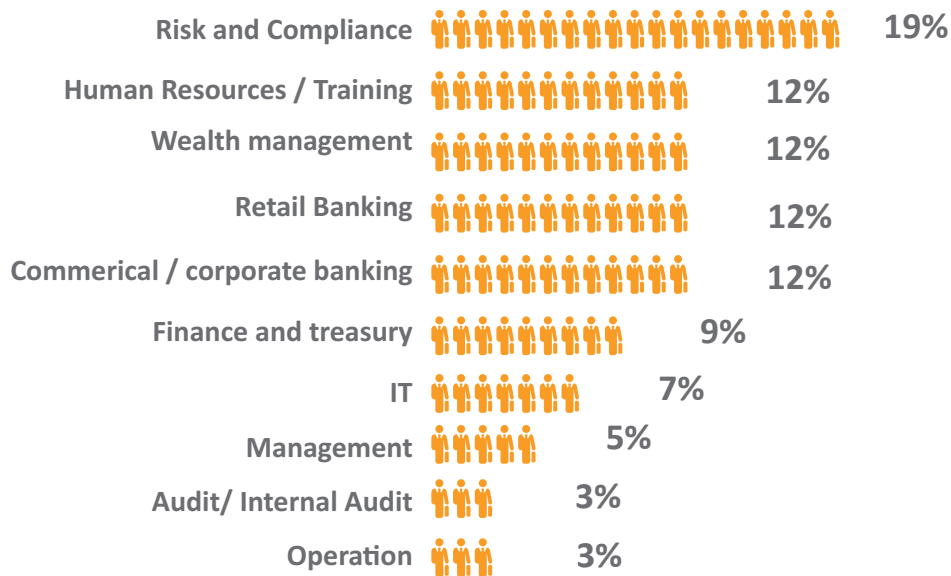 Risk and Compliance 19%
Human Resources / Training 12%
Wealth management 12%
Retail Banking 12%
Commerical / corporate banking 12%
Finance and treasury 9%
IT 7%
Management 5%
Audit/ Internal Audit 3%
Operation 3%